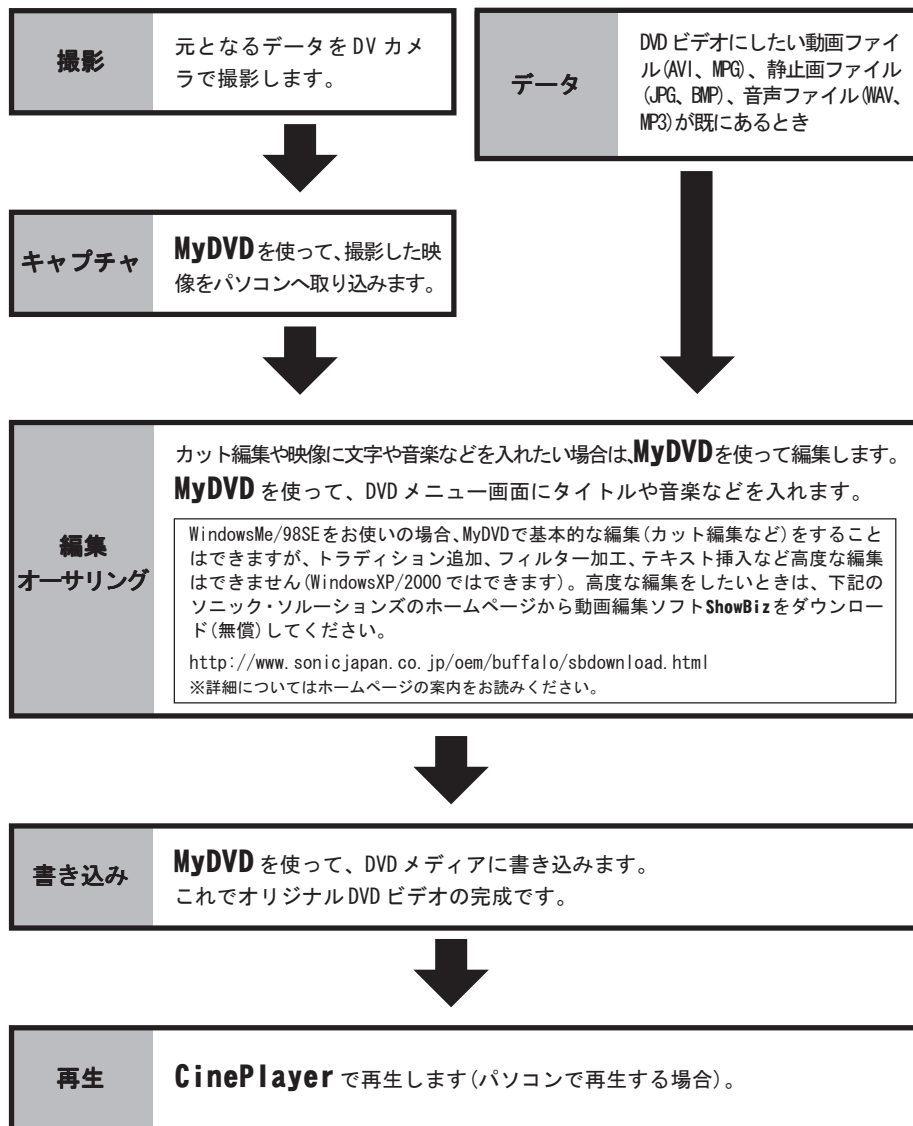 撮影
元となるデータをDVカメ
ラで撮影します。
データ
DVDビデオにしたい動画ファイ
ル(AVI、MPG)、静止画ファイル
(JPG、BMP)、音声ファイル(WAV、
MP3)が既にあるとき
キャプチャ
MyDVDを使って、撮影した映
像をパソコンへ取り込みます。
編集
オーサリング
カット編集や映像に文字や音楽などを入れたい場合は、MyDVDを使って編集します。
MyDVDを使って、DVDメニュー画面にタイトルや音楽などを入れます。
WindowsMe/98SEをお使いの場合、MyDVDで基本的な編集(カット編集など)をすること
はできますが、トラディション追加、フィルター加工、テキスト挿入など高度な編集
はできません(WindowsXP/2000ではできます)。高度な編集をしたいときは、下記の
ソニック・ソルーションズのホームページから動画編集ソフトShowBizをダウンロー
ド(無償)してください。
http://www.sonicjapan.co.jp/oem/buffalo/sbdownload.html
※詳細についてはホームページの案内をお読みください。
書き込み
MyDVDを使って、DVDメディアに書き込みます。
これでオリジナルDVDビデオの完成です。
再生
CinePlayerで再生します(パソコンで再生する場合)。